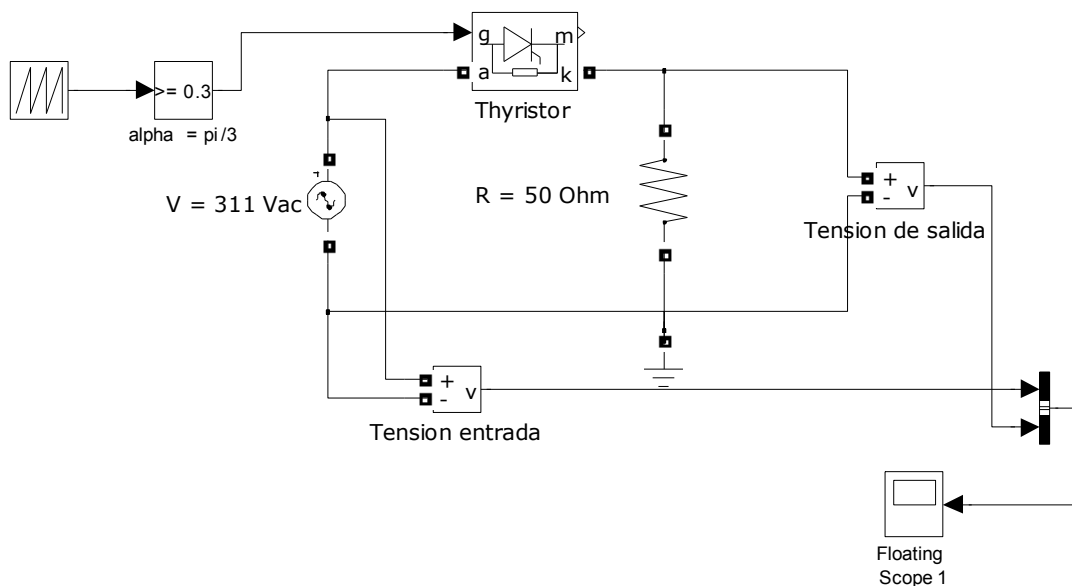 g m
a k
Thyristor
>= 0.3
alpha = pi/3
V = 311 Vac
R = 50 Ohm
+
-
v
Tension de salida
+
-
v
Tension entrada
Floating
Scope 1